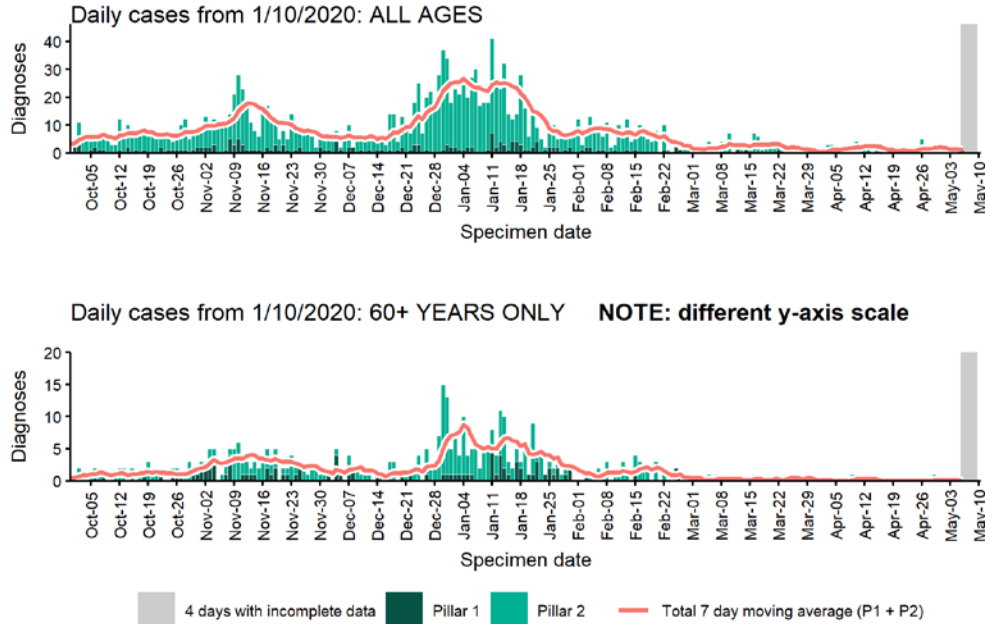 Daily cases from 1/10/2020: ALL AGES
Diagnoses
40
30
20
10
0
Oct-05 Oct-12 Oct-19 Oct-26 Nov-02 Nov-09 Nov-16 Nov-23 Nov-30 Dec-07 Dec-14 Dec-21 Dec-28 Jan-04 Jan-11 Jan-18 Jan-25 Feb-01 Feb-08 Feb-15 Feb-22 Mar-01 Mar-08 Mar-15 Mar-22 Mar-29 Apr-05 Apr-12 Apr-19 Apr-26 May-03 May-10
Specimen date
Daily cases from 1/10/2020: 60+ YEARS ONLY NOTE: different y-axis scale
Diagnoses
20
15
10
5
0
Oct-05 Oct-12 Oct-19 Oct-26 Nov-02 Nov-09 Nov-16 Nov-23 Nov-30 Dec-07 Dec-14 Dec-21 Dec-28 Jan-04 Jan-11 Jan-18 Jan-25 Feb-01 Feb-08 Feb-15 Feb-22 Mar-01 Mar-08 Mar-15 Mar-22 Mar-29 Apr-05 Apr-12 Apr-19 Apr-26 May-03 May-10
Specimen date
4 days with incomplete data Pillar 1 Pillar 2 Total 7 day moving average (P1 + P2)